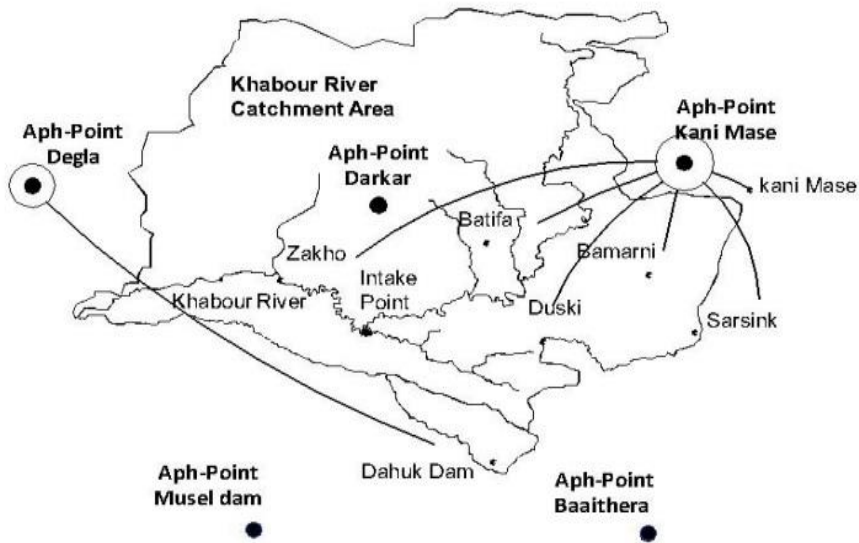 Khabour River
Catchment Area
Aph-Point
Degla
Aph-Point
Darkar
Aph-Point
Kani Mase
kani Mase
Batifa
Zakho
Bamarni
Intake
Point
Khabour River
Duski
Sarsink
Dahuk Dam
Aph-Point
Musel dam
Aph-Point
Baaithera